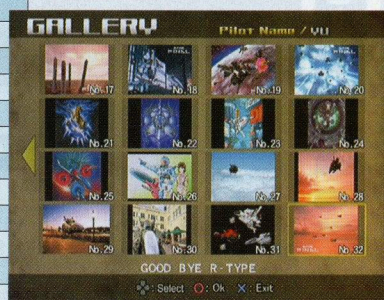 GALLERY Pilot Name / YU
No.17 No.18 No.19 No.20
No.21 No.22 No.23 No.24
No.25 No.26 No.27 No.28
No.29 No.30 No.31 No.32
GOOD BYE R-TYPE
: Select : Ok : Exit